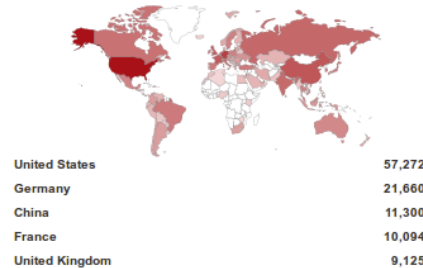 United States 57,272
Germany 21,660
China 11,300
France 10,094
United Kingdom 9,125